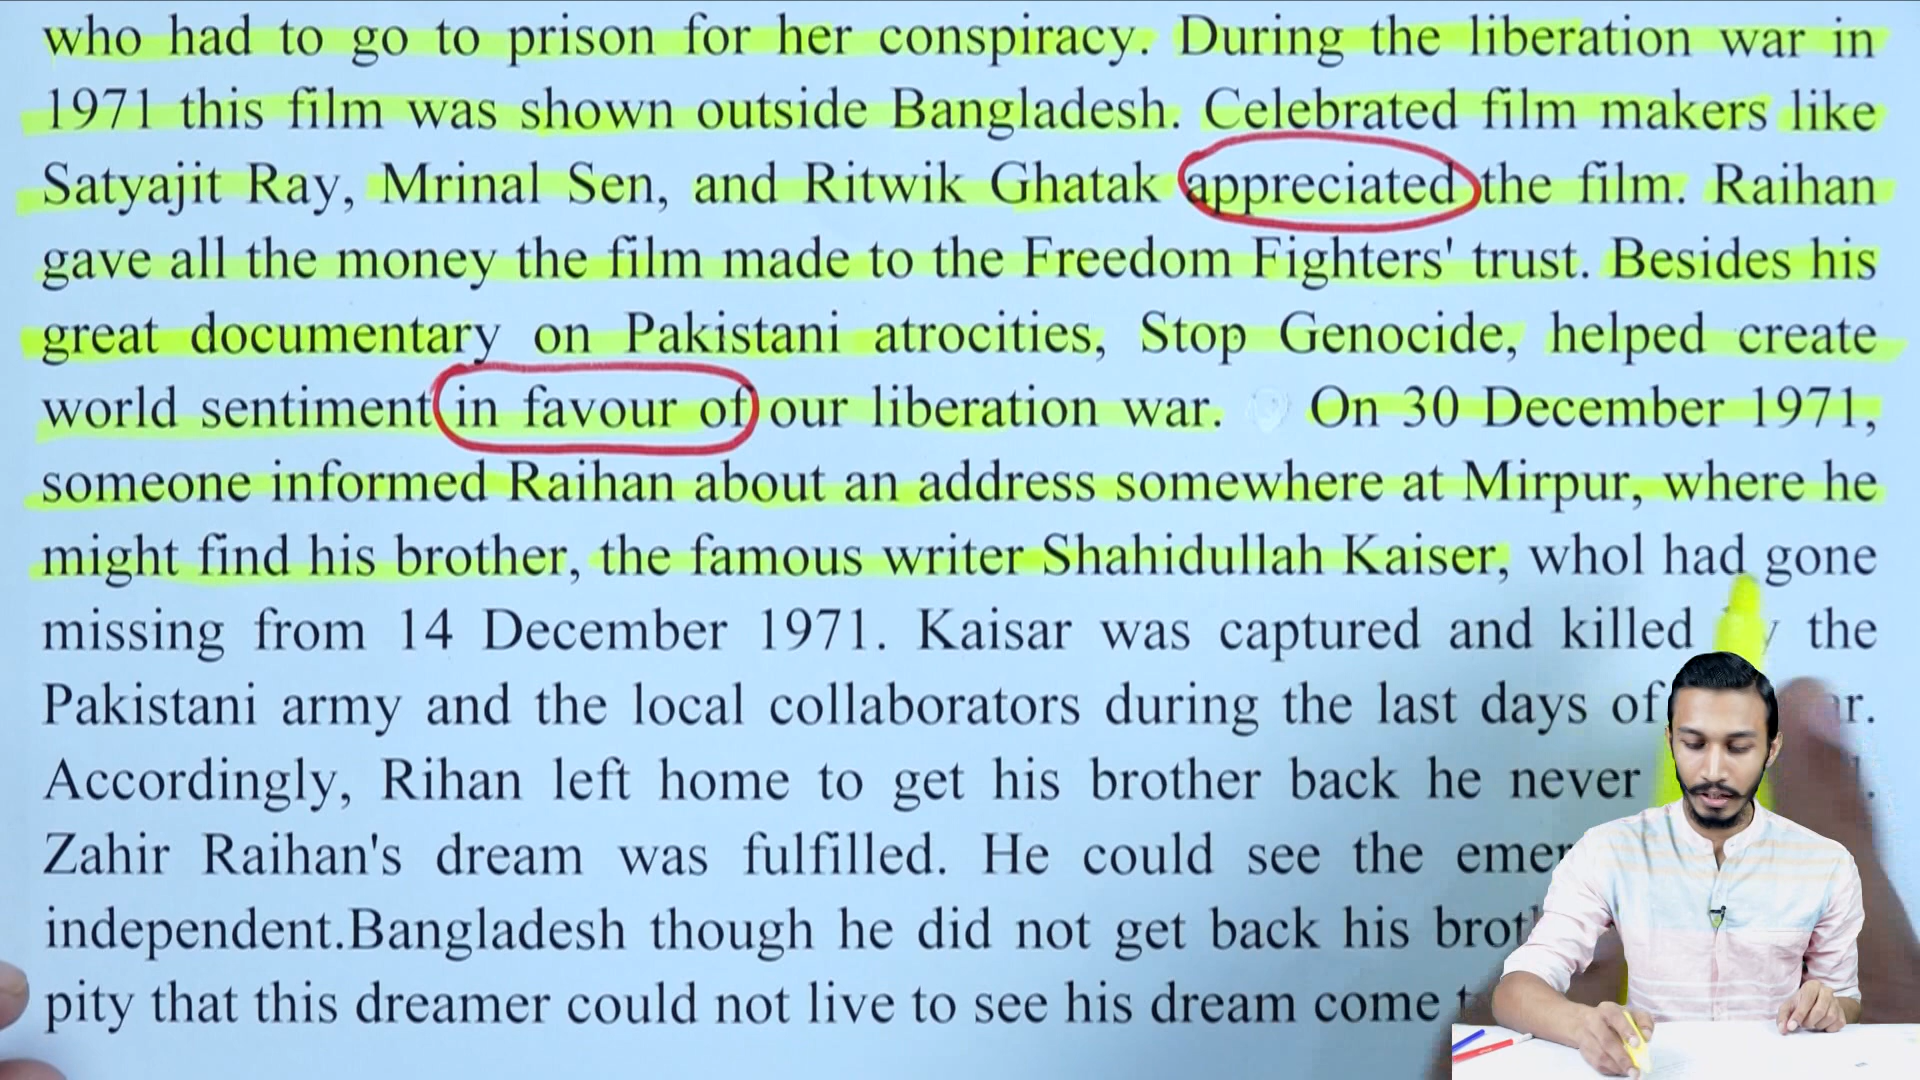 who had to go to prison for her conspiracy. During the liberation war in
1971 this film was shown outside Bangladesh. Celebrated film makers like
Satyajit Ray, Mrinal Sen, and Ritwik Ghatak appreciated the film. Raihan
gave all the money the film made to the Freedom Fighters' trust. Besides his
great documentary on Pakistani atrocities, Stop Genocide, helped create
world sentiment in favour of our liberation war. On 30 December 1971,
someone informed Raihan about an address somewhere at Mirpur, where he
might find his brother, the famous writer Shahidullah Kaiser, whol had gone
missing from 14 December 1971. Kaisar was captured and killed the
Pakistani army and the local collaborators during the last days of
Accordingly, Rihan left home to get his brother back he never
Zahir Raihan's dream was fulfilled. He could see the
independent.Bangladesh though he did not get back his
pity that this dreamer could not live to see his dream come